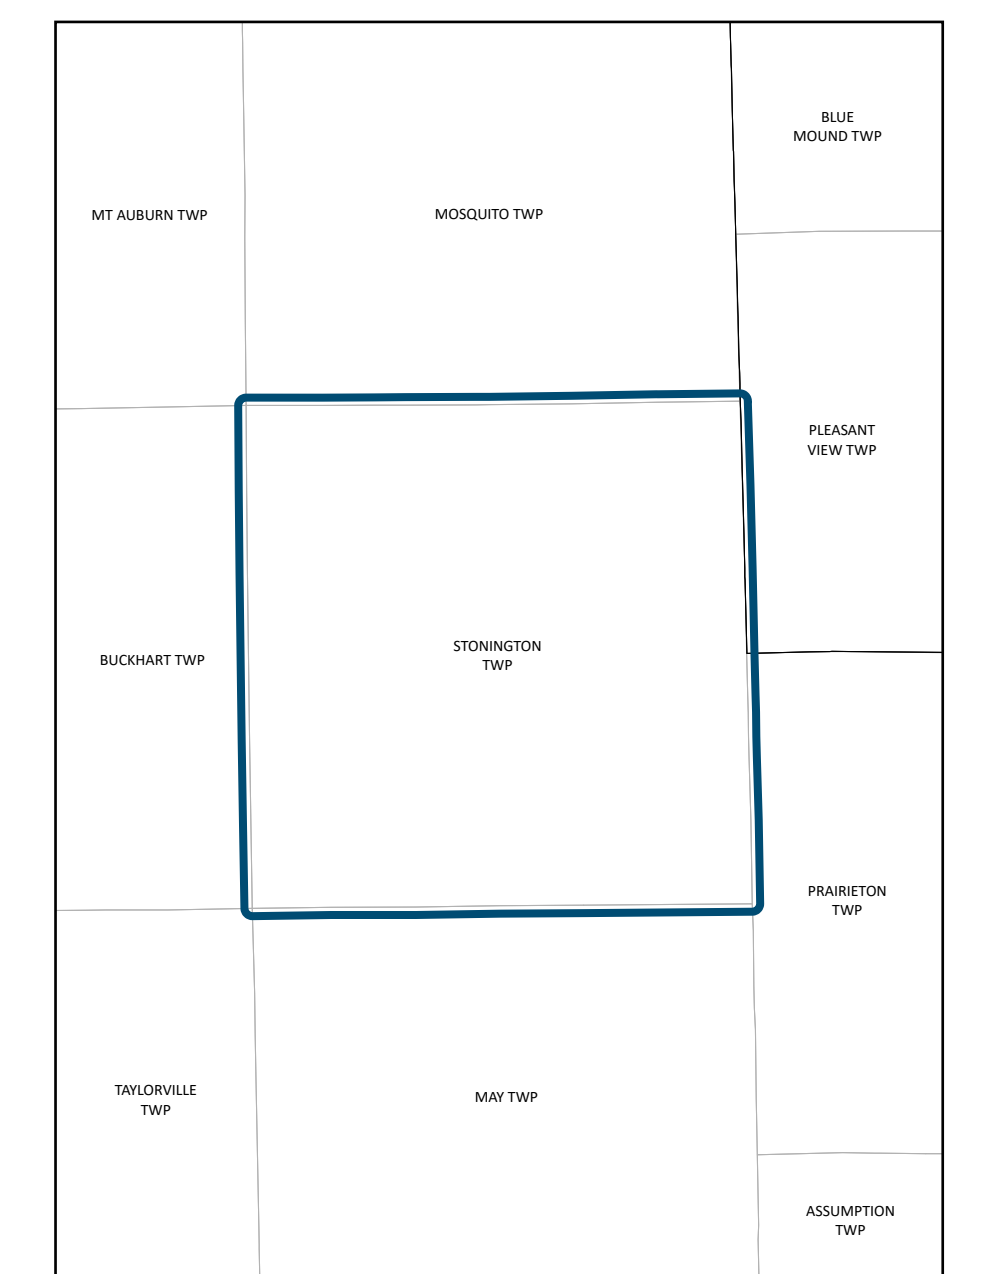 BLUE
MOUND TWP
MT AUBURN TWP
MOSQUITO TWP
PLEASANT
VIEW TWP
BUCKHART TWP
STONINGTON
TWP
PRAIRIETON
TWP
TAYLORVILLE
TWP
MAY TWP
ASSUMPTION
TWP